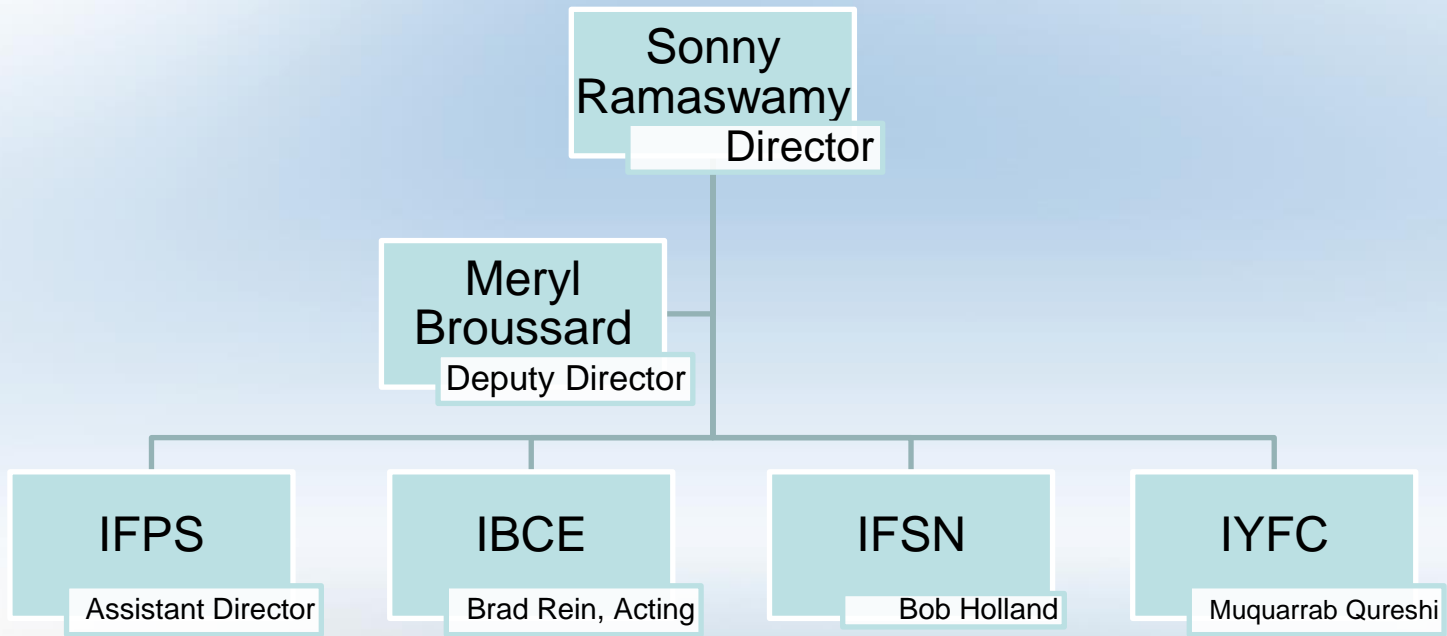 Sonny
Ramaswamy
Director
Meryl
Broussard
Deputy Director
IFPS
Assistant Director
IBCE
Brad Rein, Acting
IFSN
Bob Holland
IYFC
Muquarrab Qureshi